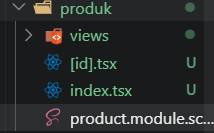 produk
views
[id].tsx
index.tsx
product.module.sc...